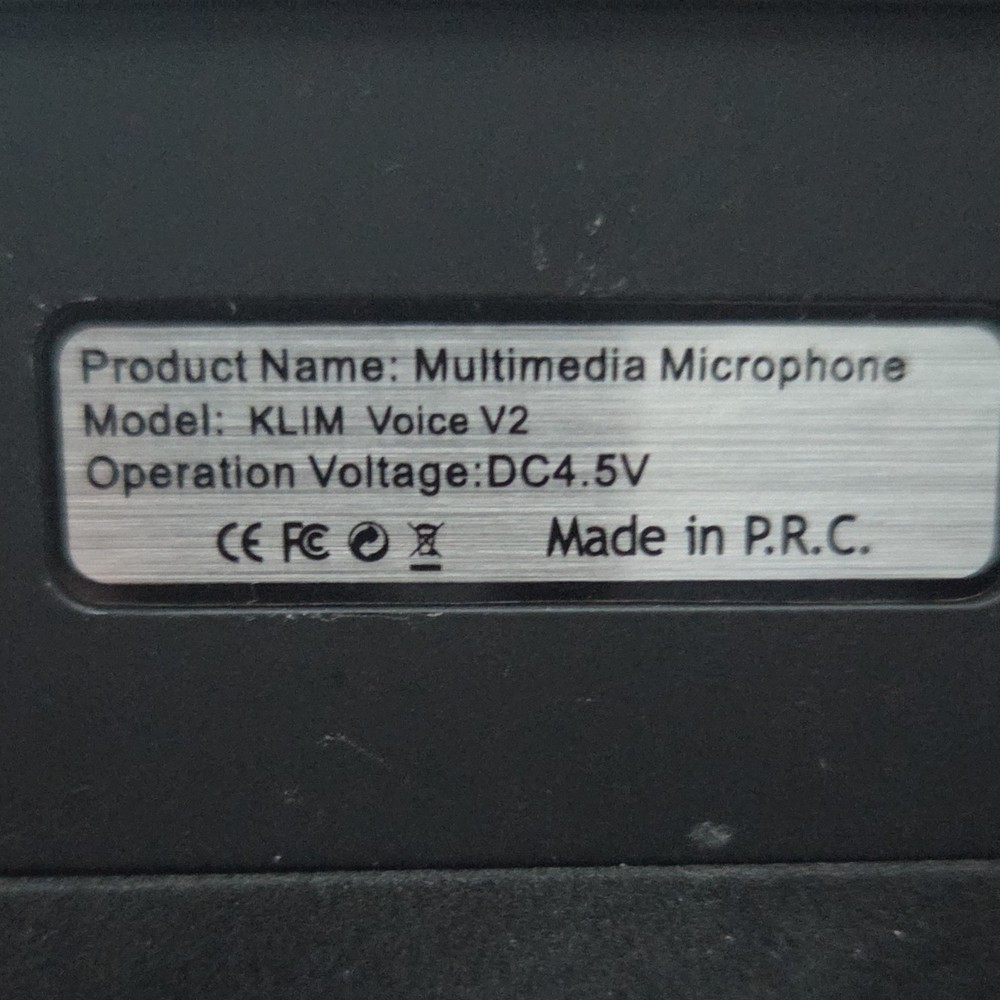 Product Name: Multimedia Microphone
Model: KLIM Voice V2
Operation Voltage:DC4.5V
CE FC Made in P.R.C.